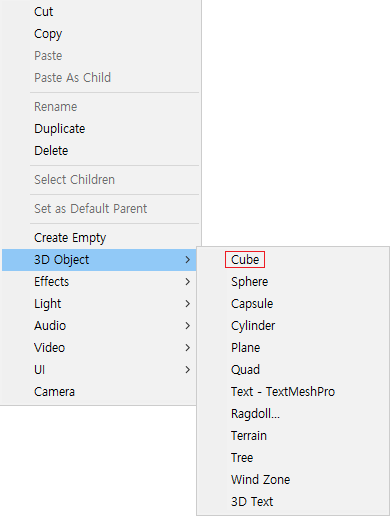 Cut
Copy
Paste
Paste As Child
Rename
Duplicate
Delete
Select Children
Set as Default Parent
Create Empty
3D Object
Effects
Light
Audio
Video
UI
Camera
Cube
Sphere
Capsule
Cylinder
Plane
Quad
Text - TextMeshPro
Ragdoll...
Terrain
Tree
Wind Zone
3D Text